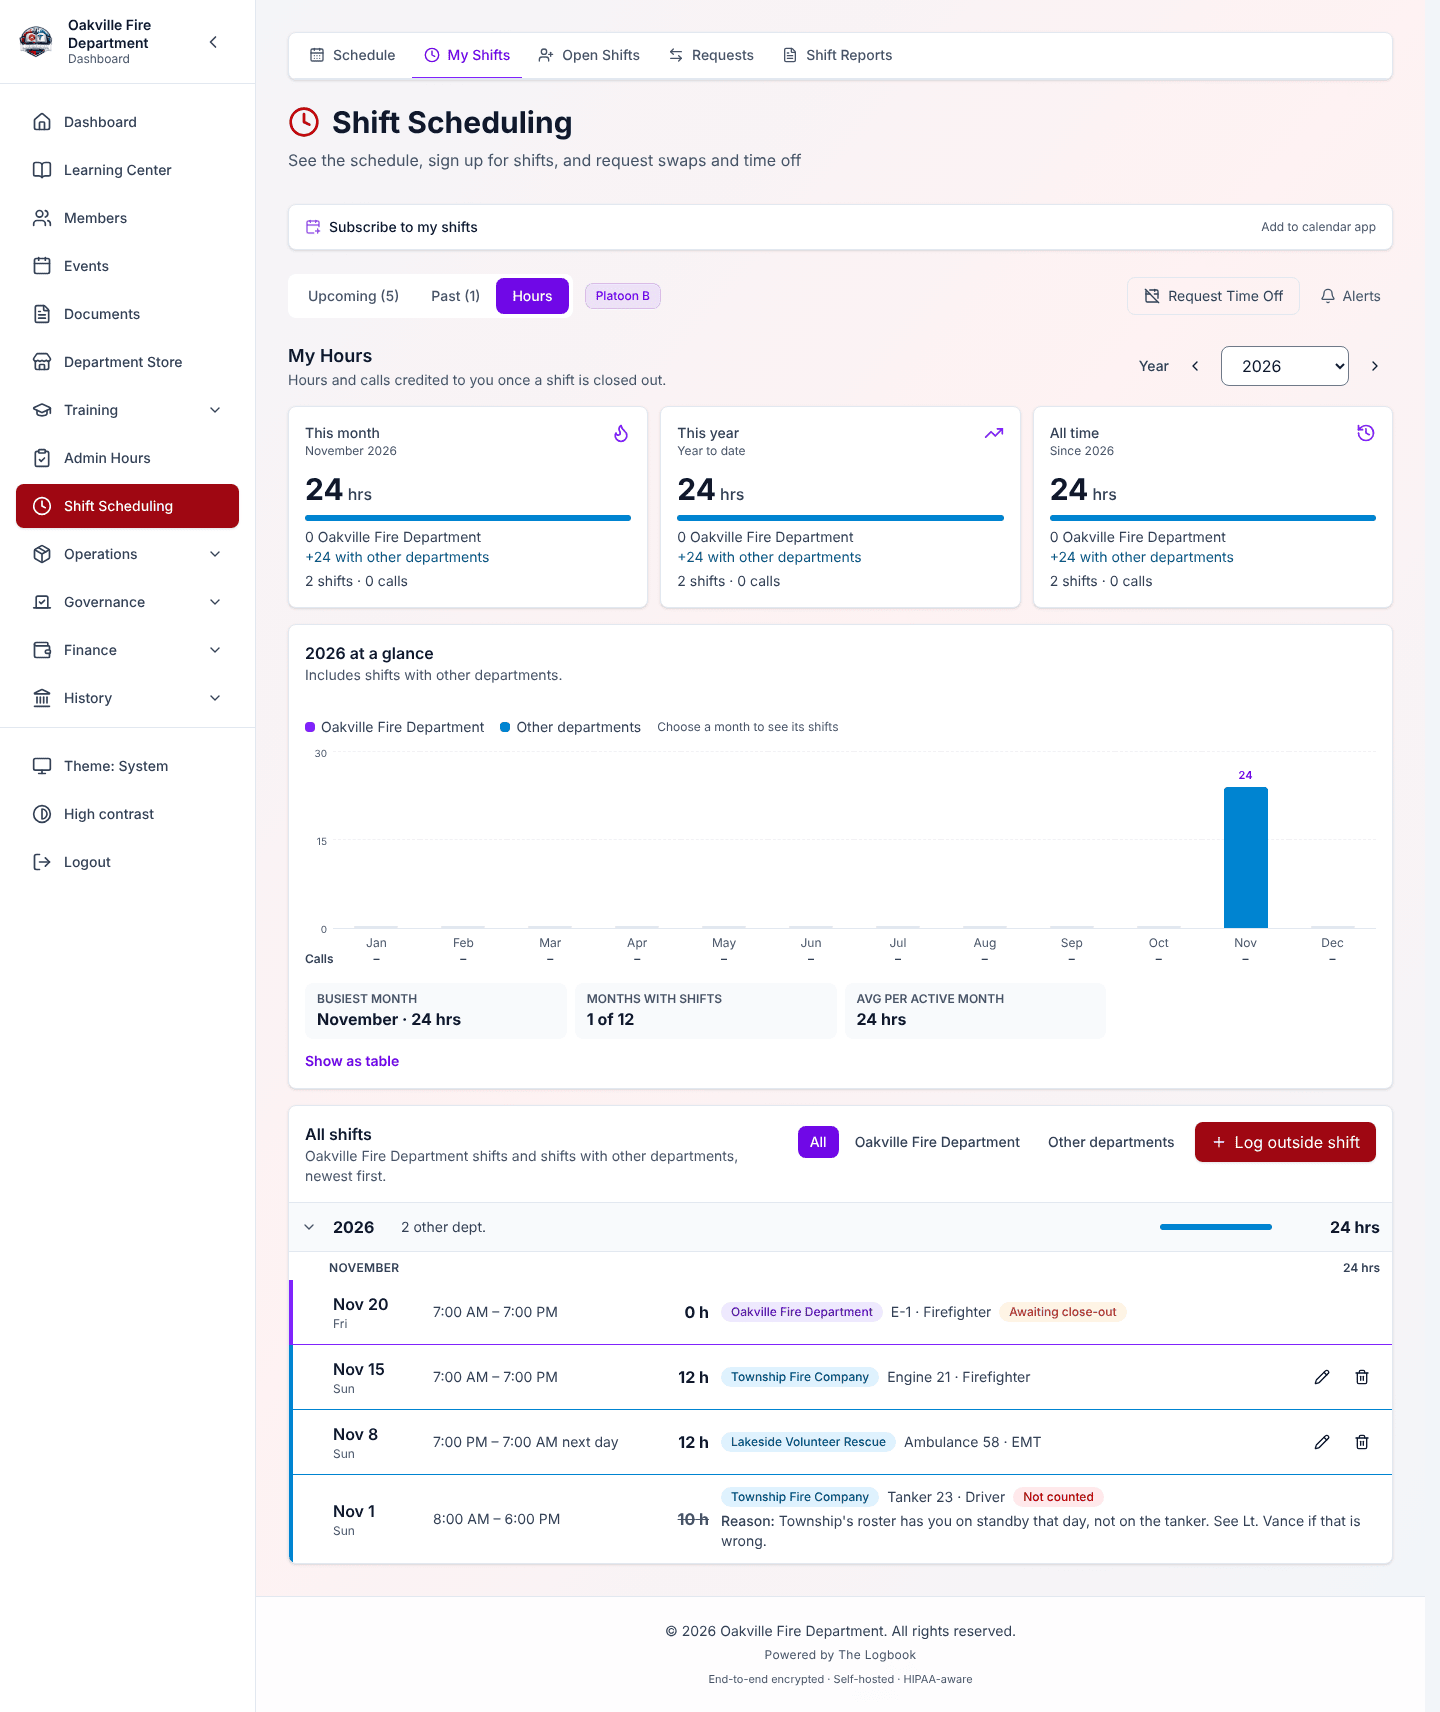 Oakville Fire
Department
Dashboard
Dashboard
Learning Center
Members
Events
Documents
Department Store
Training
Admin Hours
Shift Scheduling
Operations
Governance
Finance
History
Theme: System
High contrast
Logout
Schedule My Shifts Open Shifts Requests Shift Reports
Shift Scheduling
See the schedule, sign up for shifts, and request swaps and time off
Subscribe to my shifts Add to calendar app
Upcoming (5) Past (1) Hours Platoon B Request Time Off Alerts
My Hours
Hours and calls credited to you once a shift is closed out.
Year 2026
This month
November 2026
24 hrs
0 Oakville Fire Department
+24 with other departments
2 shifts · 0 calls
This year
Year to date
24 hrs
0 Oakville Fire Department
+24 with other departments
2 shifts · 0 calls
All time
Since 2026
24 hrs
0 Oakville Fire Department
+24 with other departments
2 shifts · 0 calls
2026 at a glance
Includes shifts with other departments.
Oakville Fire Department Other departments Choose a month to see its shifts
30
24
15
0
Jan Feb Mar Apr May Jun Jul Aug Sep Oct Nov Dec
Calls – – – – – – – – – – – –
BUSIEST MONTH
November · 24 hrs
MONTHS WITH SHIFTS
1 of 12
AVG PER ACTIVE MONTH
24 hrs
Show as table
All shifts
Oakville Fire Department shifts and shifts with other departments,
newest first.
All Oakville Fire Department Other departments + Log outside shift
2026 2 other dept. 24 hrs
NOVEMBER 24 hrs
Nov 20
Fri
7:00 AM – 7:00 PM 0 h Oakville Fire Department E-1 · Firefighter Awaiting close-out
Nov 15
Sun
7:00 AM – 7:00 PM 12 h Township Fire Company Engine 21 · Firefighter
Nov 8
Sun
7:00 PM – 7:00 AM next day 12 h Lakeside Volunteer Rescue Ambulance 58 · EMT
Nov 1
Sun
8:00 AM – 6:00 PM 10 h Township Fire Company Tanker 23 · Driver Not counted
Reason: Township's roster has you on standby that day, not on the tanker. See Lt. Vance if that is
wrong.
© 2026 Oakville Fire Department. All rights reserved.
Powered by The Logbook
End-to-end encrypted · Self-hosted · HIPAA-aware